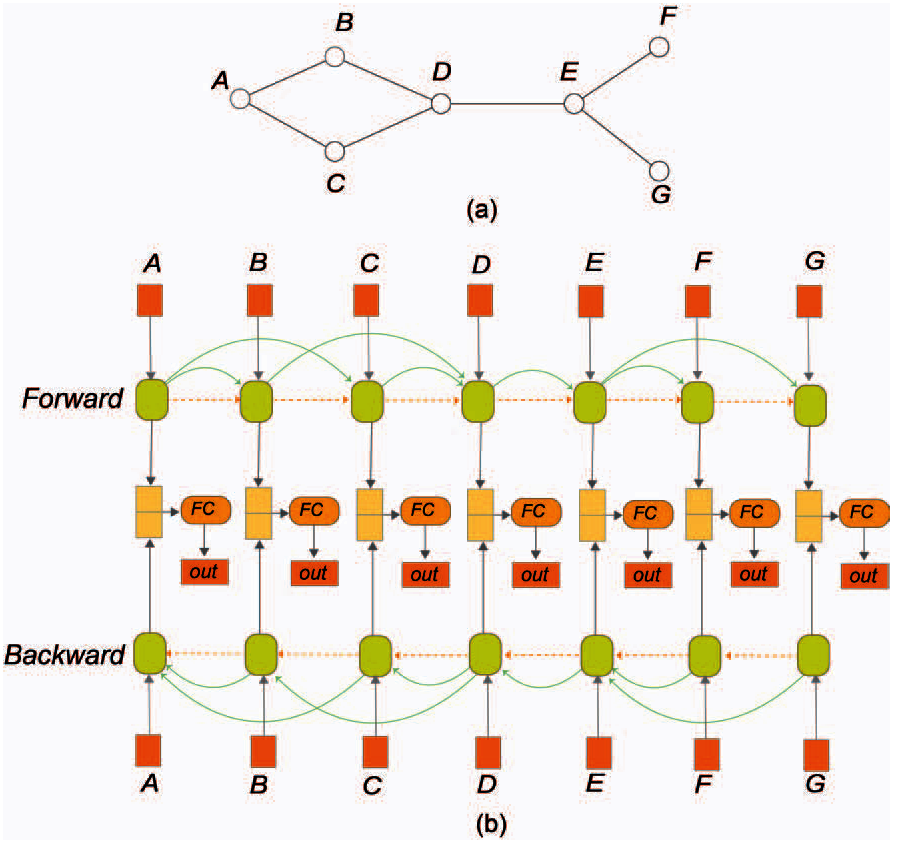 F
B
A
D
E
C
G
(a)
A B C D E F G
Forward
FC FC FC FC FC FC FC
out out out out out out out
Backward
A B C D E F G
(b)